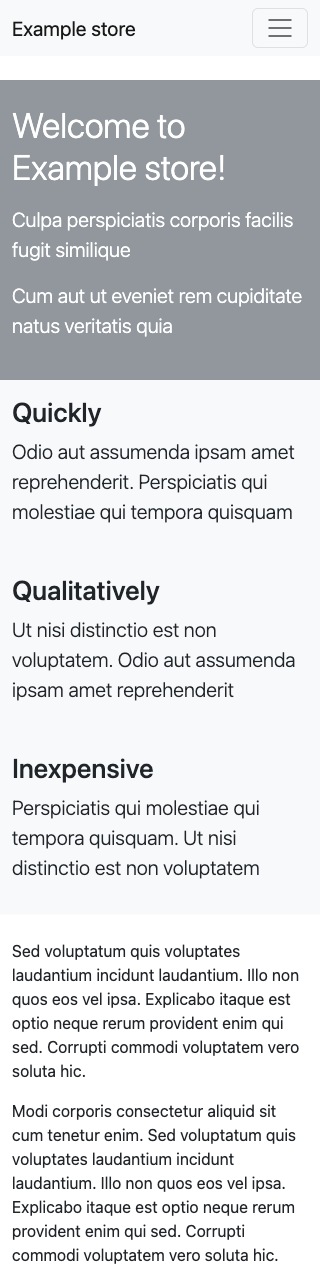 Example store
Welcome to
Example store!
Culpa perspiciatis corporis facilis
fugit similique
Cum aut ut eveniet rem cupiditate
natus veritatis quia
Quickly
Odio aut assumenda ipsam amet
reprehenderit. Perspiciatis qui
molestiae qui tempora quisquam
Qualitatively
Ut nisi distinctio est non
voluptatem. Odio aut assumenda
ipsam amet reprehenderit
Inexpensive
Perspiciatis qui molestiae qui
tempora quisquam. Ut nisi
distinctio est non voluptatem
Sed voluptatum quis voluptates
laudantium incidunt laudantium. Illo non
quos eos vel ipsa. Explicabo itaque est
optio neque rerum provident enim qui
sed. Corrupti commodi voluptatem vero
soluta hic.
Modi corporis consectetur aliquid sit
cum tenetur enim. Sed voluptatum quis
voluptates laudantium incidunt
laudantium. Illo non quos eos vel ipsa.
Explicabo itaque est optio neque rerum
provident enim qui sed. Corrupti
commodi voluptatem vero soluta hic.